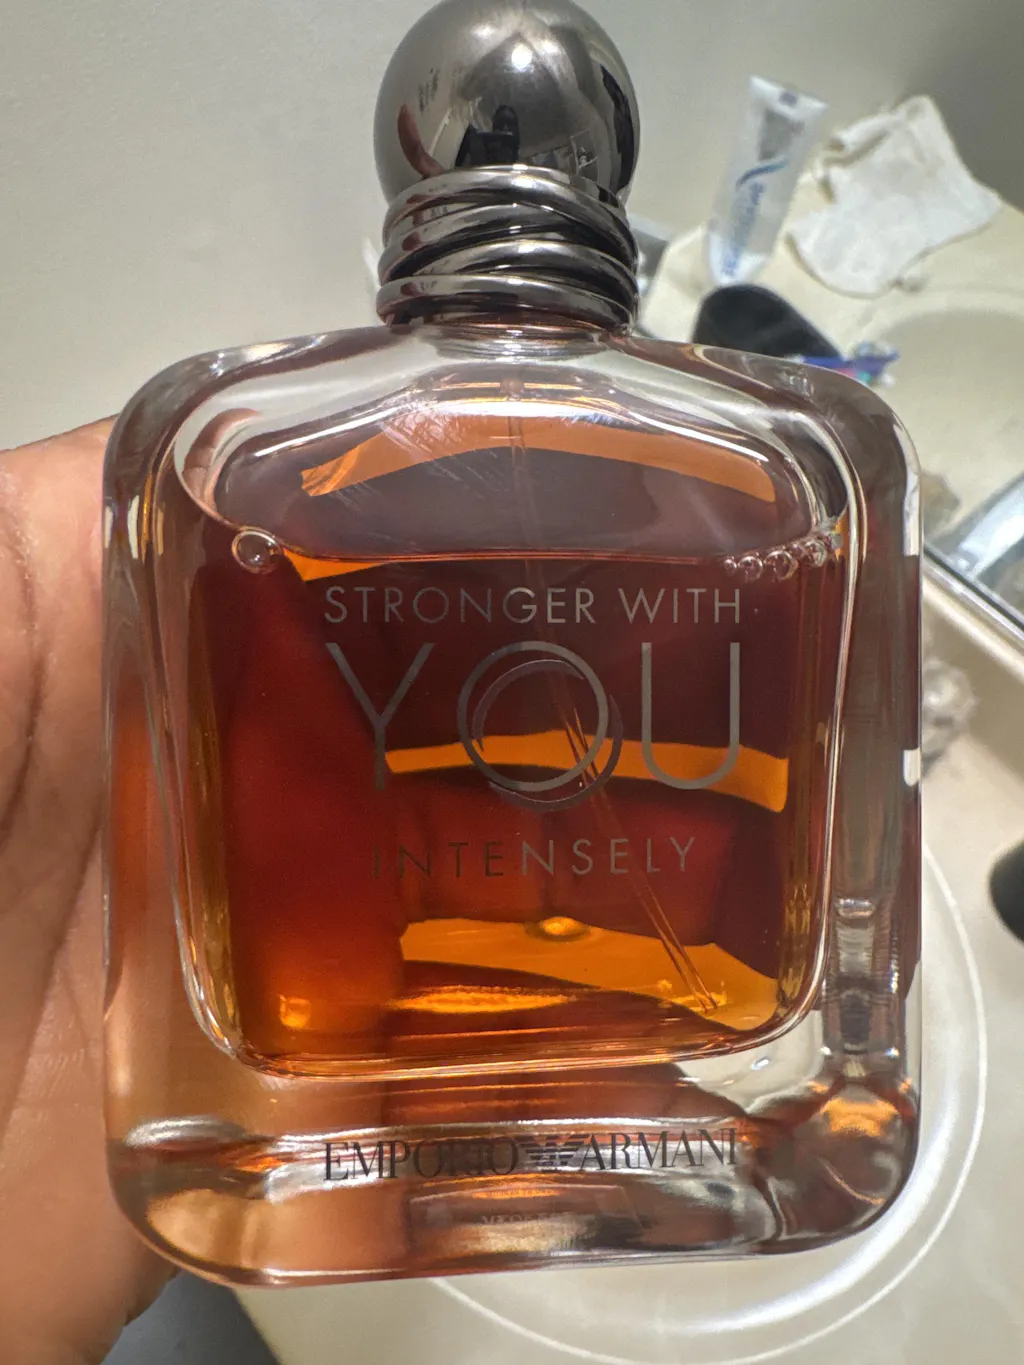 STRONGER WITH
YOU
INTENSELY
EMPORIO ARMANI